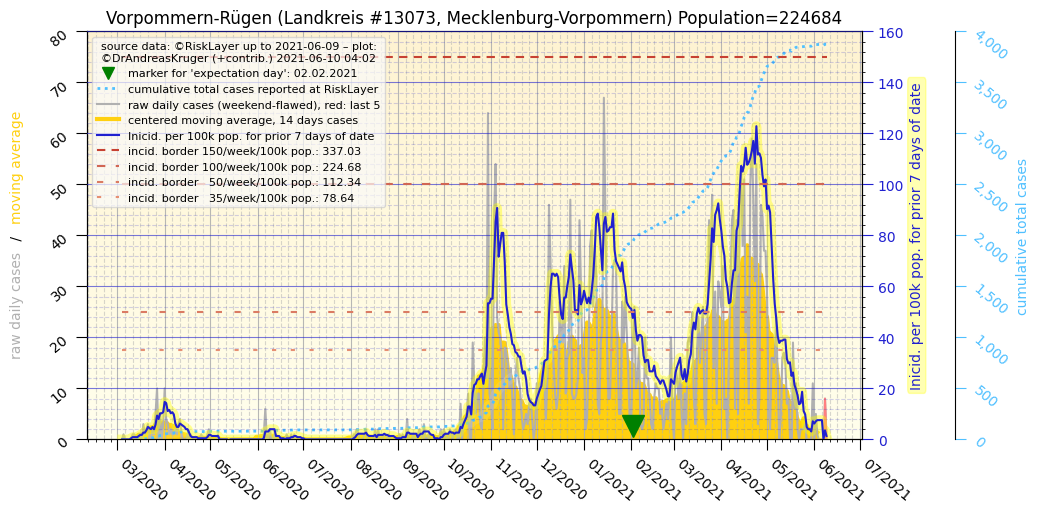 Vorpommern-Rügen (Landkreis #13073, Mecklenburg-Vorpommern) Population=224684
source data: ©RiskLayer up to 2021-06-09 – plot:
©DrAndreasKruger (+contrib.) 2021-06-10 04:02
marker for 'expectation day': 02.02.2021
cumulative total cases reported at RiskLayer
raw daily cases (weekend-flawed), red: last 5
centered moving average, 14 days cases
Inicid. per 100k pop. for prior 7 days of date
incid. border 150/week/100k pop.: 337.03
incid. border 100/week/100k pop.: 224.68
incid. border   50/week/100k pop.: 112.34
incid. border   35/week/100k pop.: 78.64
raw daily cases   /   moving average
80
70
60
50
40
30
20
10
0
160
140
120
100
80
60
40
20
0
Inicid. per 100k pop. for prior 7 days of date
4,000
3,500
3,000
2,500
2,000
1,500
1,000
500
0
cumulative total cases
03/2020
04/2020
05/2020
06/2020
07/2020
08/2020
09/2020
10/2020
11/2020
12/2020
01/2021
02/2021
03/2021
04/2021
05/2021
06/2021
07/2021